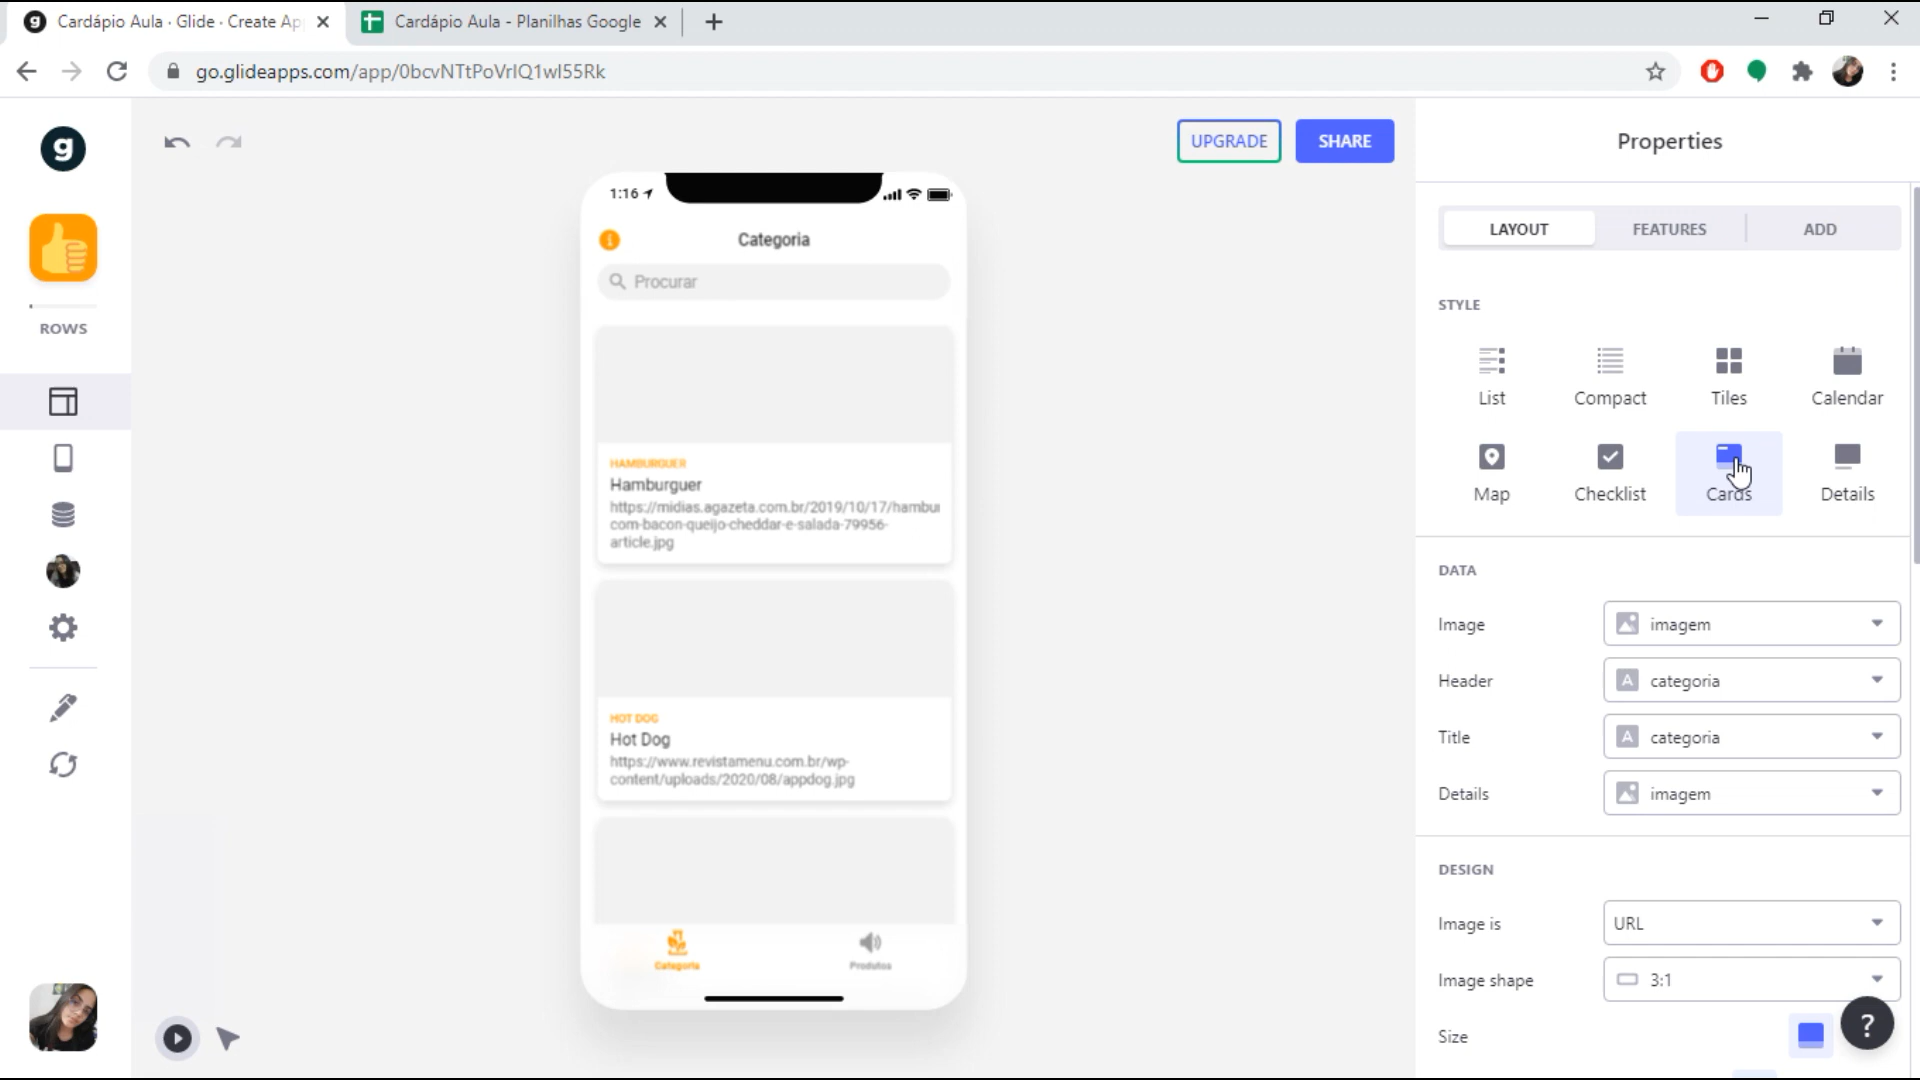 Cardápio Aula · Glide · Create Ap
Cardápio Aula - Planilhas Google
go.glideapps.com/app/0bcvNTtPoVrIQ1wI55Rk
g
ROWS
UPGRADE
SHARE
1:16
Categoria
Procurar
HAMBURGUER
Hamburguer
https://midias.agazeta.com.br/2019/10/17/hambur
com-bacon-queijo-cheddar-e-salada-79956-
article.jpg
HOT DOG
Hot Dog
https://www.revistamenu.com.br/wp-
content/uploads/2020/08/appdog.jpg
Categoria
Produtos
Properties
LAYOUT
FEATURES
ADD
STYLE
List
Compact
Tiles
Calendar
Map
Checklist
Cards
Details
DATA
Image
imagem
Header
A categoria
Title
A categoria
Details
imagem
DESIGN
Image is
URL
Image shape
3:1
Size
?